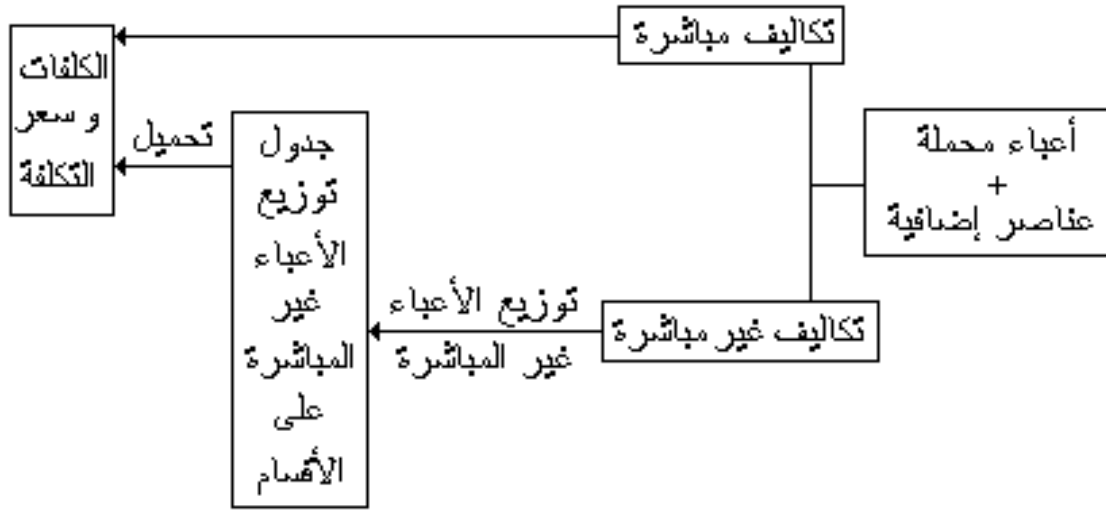 تكاليف مباشرة
أعباء محملة
+
عناصر إضافية
تكاليف غير مباشرة
توزيع الأعباء
غير المباشرة
جدول
توزيع
الأعباء
غير
المباشرة
على
الأقسام
تحميل
الكلفات
و سعر
التكلفة